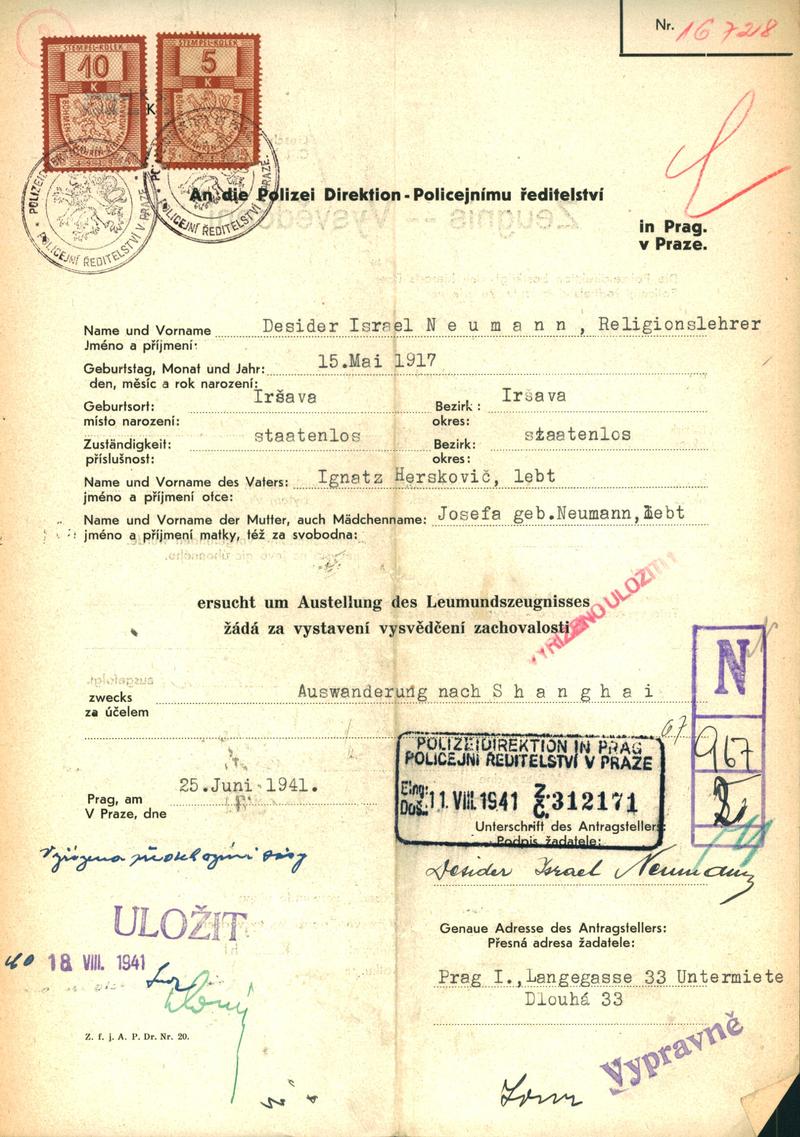 Nr. 16728
STEMPEL-KOLEK
10
K
STEMPEL-KOLEK
5
K
K
POLICEJNÍ ŘEDITELSTVÍ V PRAZE
POLICEJNÍ ŘEDITELSTVÍ V PRAZE
An die Polizei Direktion - Policejnímu ředitelství
in Prag.
v Praze.
Name und Vorname Desider Israel N e u m a n n , Religionslehrer
Jméno a příjmení:
Geburtstag, Monat und Jahr: 15.Mai 1917
den, měsíc a rok narození:
Geburtsort: Iršava Bezirk : Iršava
místo narození: okres:
Zuständigkeit: staatenlos Bezirk: staatenlos
příslušnost: okres:
Name und Vorname des Vaters: Ignatz Herskovič, lebt
jméno a příjmení otce:
Name und Vorname der Mutter, auch Mädchenname: Josefa geb.Neumann,lebt
jméno a příjmení matky, též za svobodna:
VYŘÍZENO ULOŽITI
ersucht um Austellung des Leumundszeugnisses
žádá za vystavení vysvědčení zachovalosti
N
zwecks Auswanderung nach S h a n g h a i
za účelem
67
967
POLIZEIDIREKTION IN PRAG
POLICEJNÍ ŘEDITELSTVÍ V PRAZE
Eing.: Doš.: 11. VIII. 1941 Z. Č. 312171
Prag, am 25.Juni 1941.
V Praze, dne
Unterschrift des Antragstellers:
Podpis žadatele:
Desider Israel Neumann
ULOŽIT
18 VIII. 1941
Genaue Adresse des Antragstellers:
Přesná adresa žadatele:
Prag I.,Langegasse 33 Untermiete
Dlouhá 33
Z. f. j. A. P. Dr. Nr. 20.
Vypravně